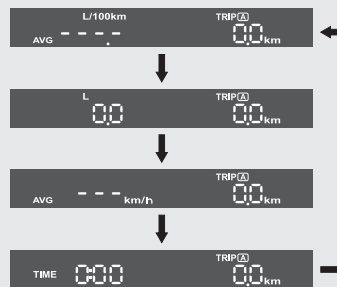 L/100km TRIP A
AVG - - - -. 0.0 km
L TRIP A
0.0 0.0 km
TRIP A
AVG - - - km/h 0.0 km
TRIP A
TIME 0:00 0.0 km